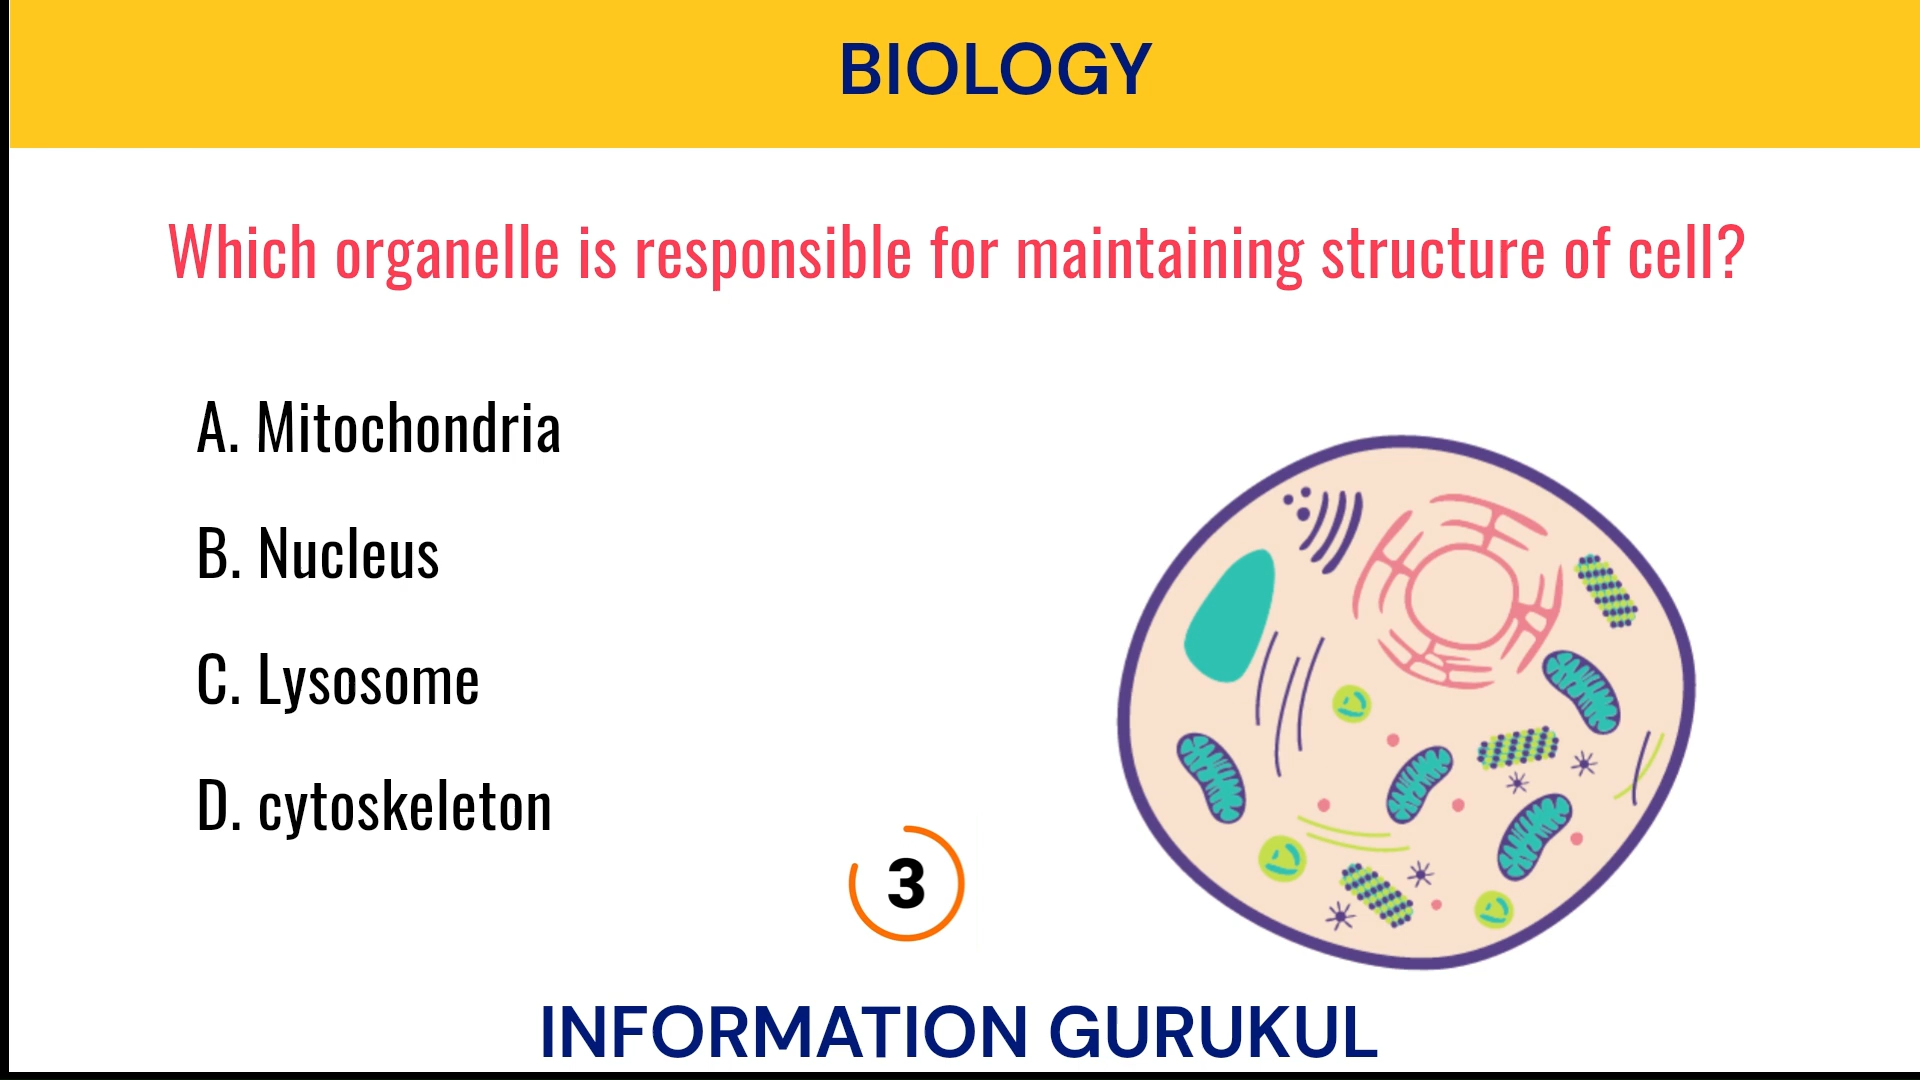 BIOLOGY
Which organelle is responsible for maintaining structure of cell?
A. Mitochondria
B. Nucleus
C. Lysosome
D. cytoskeleton
3
INFORMATION GURUKUL